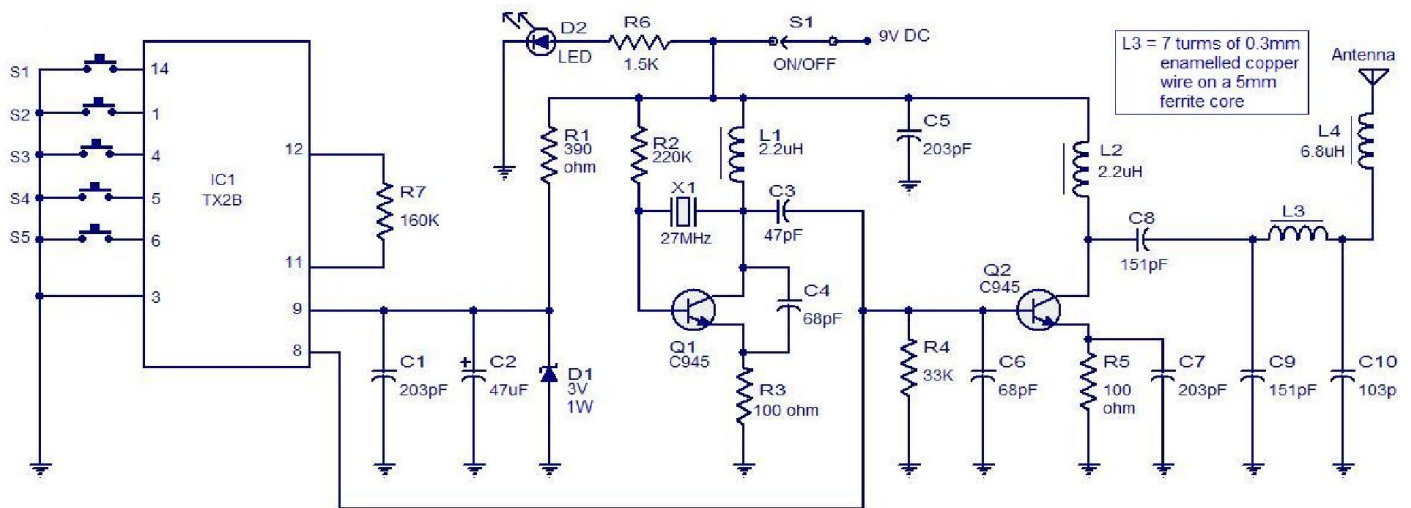 D2
LED
R6
1.5K
S1
ON/OFF
9V DC
L3 = 7 turns of 0.3mm
enamelled copper
wire on a 5mm
ferrite core
Antenna
S1
S2
S3
S4
S5
14
1
4
5
6
3
IC1
TX2B
12
11
9
8
R7
160K
R1
390
ohm
R2
220K
L1
2.2uH
X1
27MHz
C3
47pF
C5
203pF
L2
2.2uH
L4
6.8uH
L3
C8
151pF
Q1
C945
C4
68pF
Q2
C945
C1
203pF
+
C2
47uF
D1
3V
1W
R3
100 ohm
R4
33K
C6
68pF
R5
100
ohm
C7
203pF
C9
151pF
C10
103p